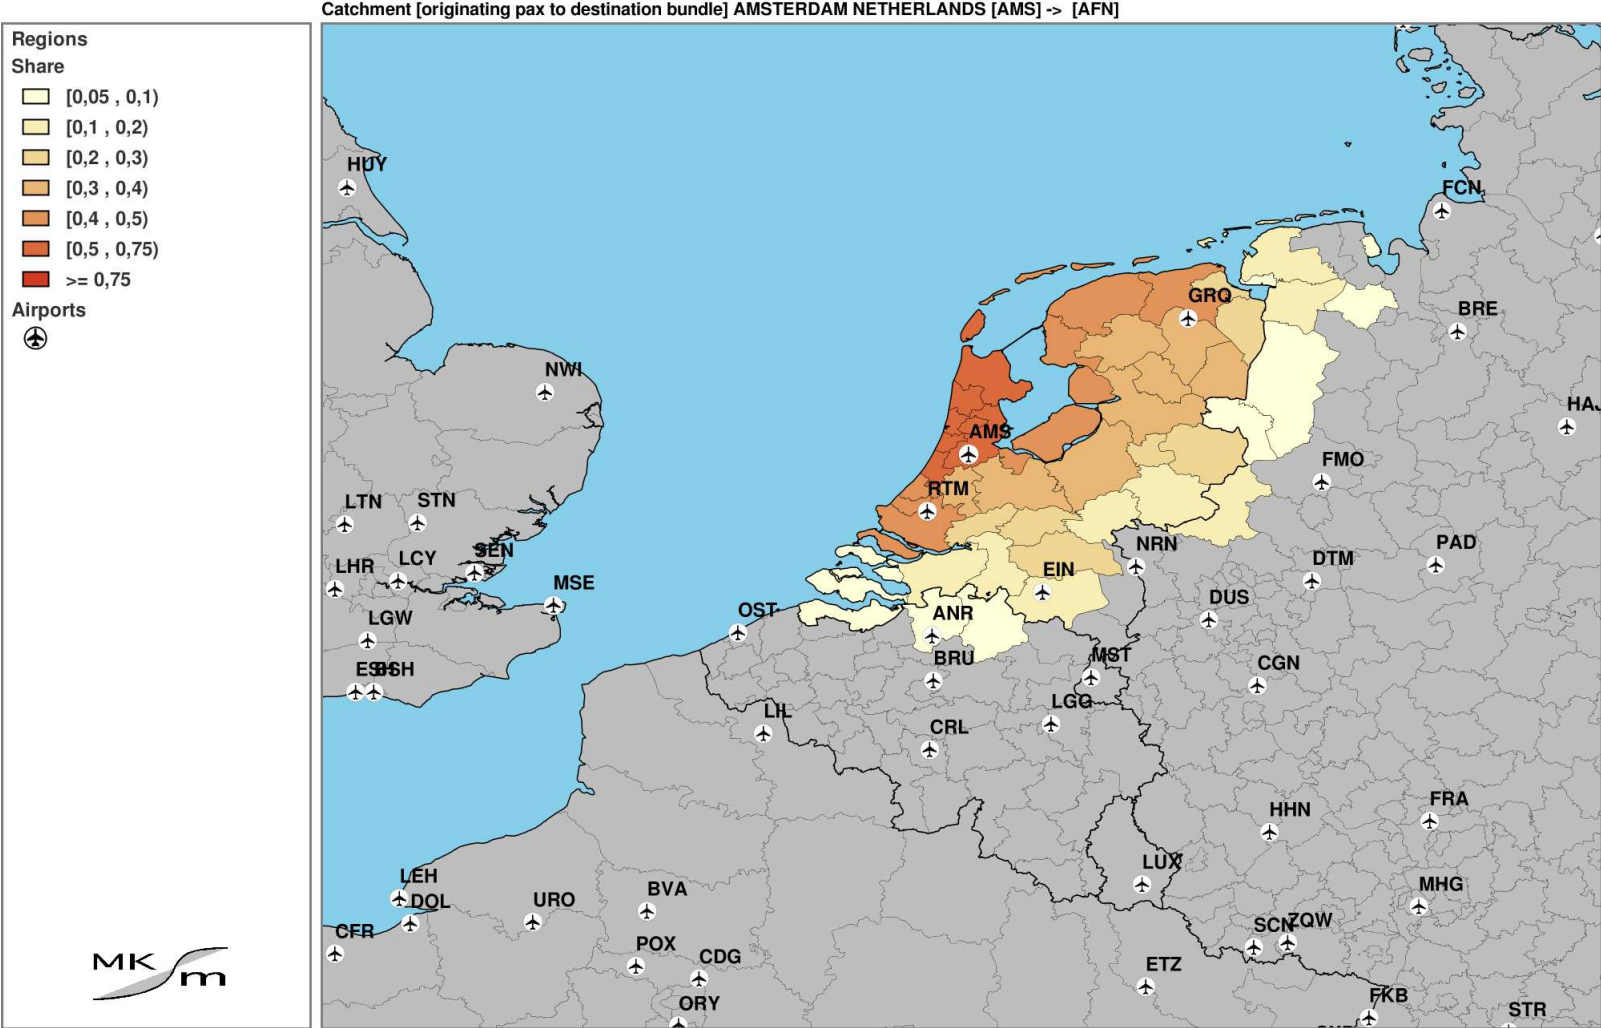 Catchment [originating pax to destination bundle] AMSTERDAM NETHERLANDS [AMS] -> [AFN]
Regions
Share
[0,05 , 0,1)
[0,1 , 0,2)
[0,2 , 0,3)
[0,3 , 0,4)
[0,4 , 0,5)
[0,5 , 0,75)
>= 0,75
Airports
HUY
FCN
GRQ
BRE
NWI
HAJ
AMS
FMO
RTM
LTN
STN
NRN
PAD
SEN
LHR
LCY
DTM
EIN
MSE
DUS
OST
ANR
LGW
BRU
MST
CGN
ESH
BSH
LGG
LIL
CRL
HHN
FRA
LUX
LEH
MHG
BVA
DOL
URO
SCN
ZQW
CFR
POX
CDG
ETZ
FKB
ORY
STR
MK
m